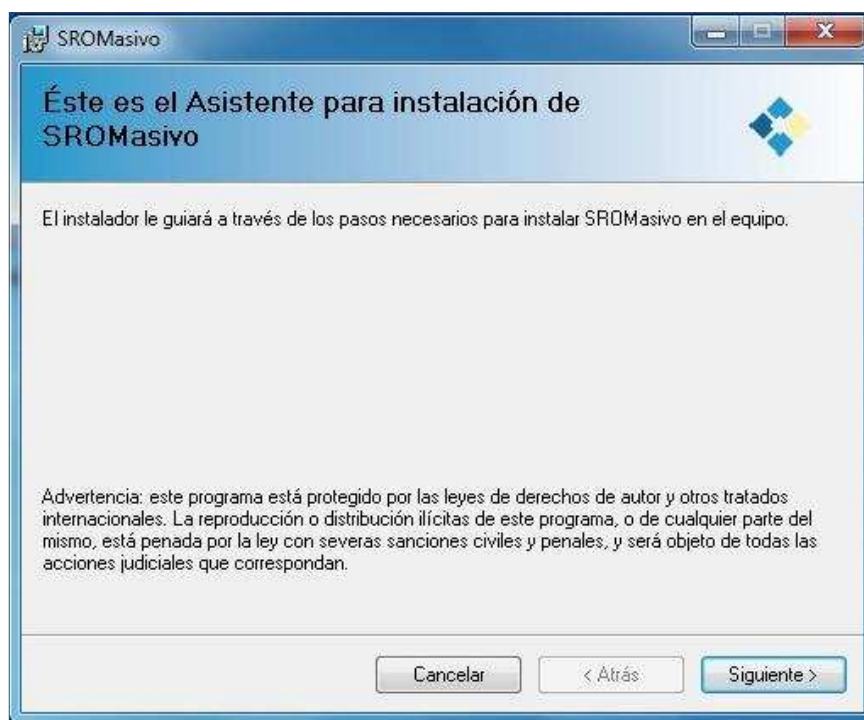 SROMasivo
Éste es el Asistente para instalación de
SROMasivo
El instalador le guiará a través de los pasos necesarios para instalar SROMasivo en el equipo.
Advertencia: este programa está protegido por las leyes de derechos de autor y otros tratados
internacionales. La reproducción o distribución ilícitas de este programa, o de cualquier parte del
mismo, está penada por la ley con severas sanciones civiles y penales, y será objeto de todas las
acciones judiciales que correspondan.
Cancelar
< Atrás
Siguiente >